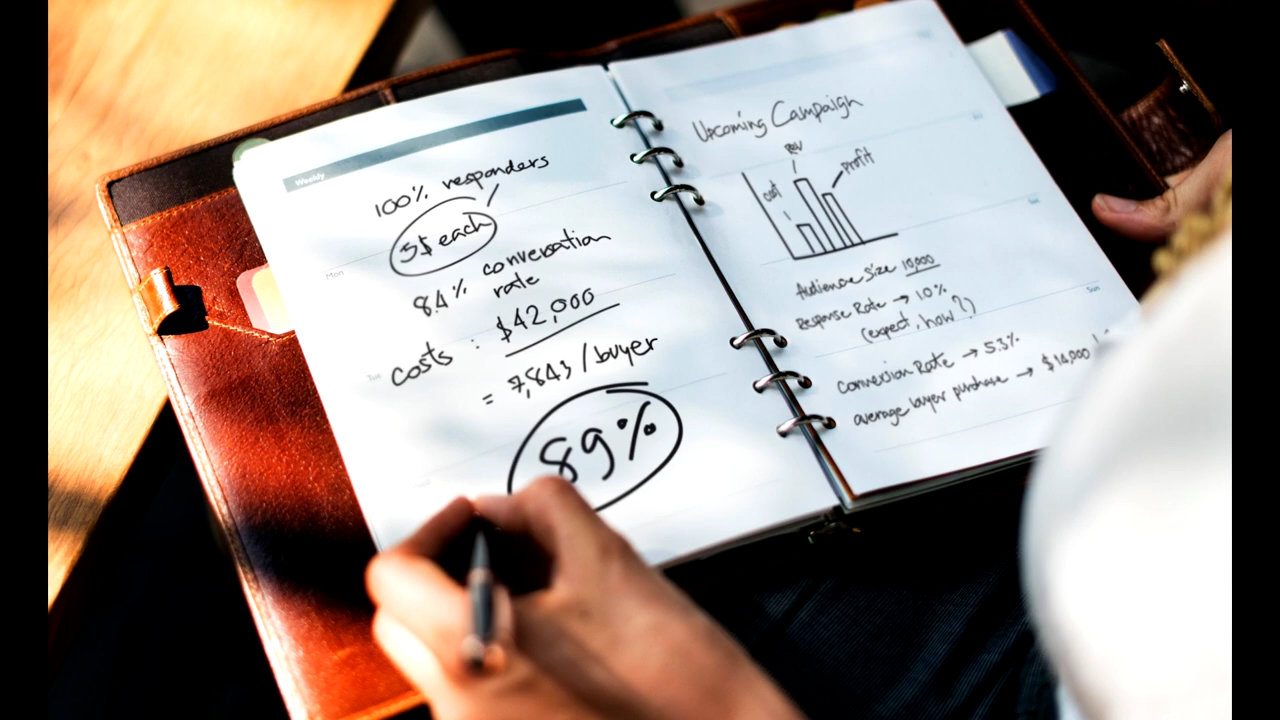 Weekly
100% responders
5$ each
Mon
8.4% conversation
rate
costs : $42,000
= 7,843 / buyer
89%
Upcoming Campaign
cost
REV
profit
Audience Size 10,000
Response Rate → 10%
(expect, how?)
Sun
Conversion Rate → 5.3%
average buyer purchase → $14,000